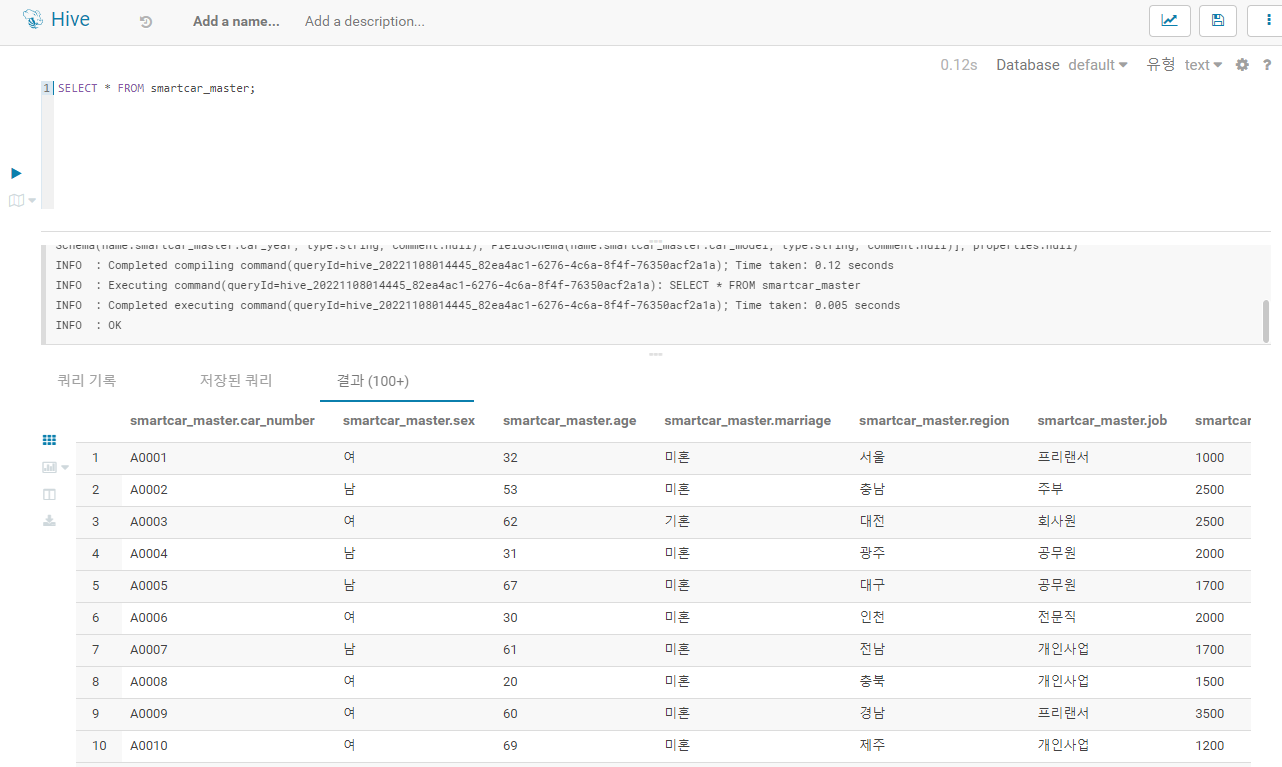 Hive Add a name... Add a description...
0.12s Database default 유형 text ?
1 SELECT * FROM smartcar_master;
Schema(name:smartcar_master.car_year, type:string, comment:null), FieldSchema(name:smartcar_master.car_model, type:string, comment:null)], properties:null)
INFO : Completed compiling command(queryId=hive_20221108014445_82ea4ac1-6276-4c6a-8f4f-76350acf2a1a); Time taken: 0.12 seconds
INFO : Executing command(queryId=hive_20221108014445_82ea4ac1-6276-4c6a-8f4f-76350acf2a1a): SELECT * FROM smartcar_master
INFO : Completed executing command(queryId=hive_20221108014445_82ea4ac1-6276-4c6a-8f4f-76350acf2a1a); Time taken: 0.005 seconds
INFO : OK
쿼리 기록 저장된 쿼리 결과 (100+)
smartcar_master.car_number smartcar_master.sex smartcar_master.age smartcar_master.marriage smartcar_master.region smartcar_master.job smartcar
1 A0001 여 32 미혼 서울 프리랜서 1000
2 A0002 남 53 미혼 충남 주부 2500
3 A0003 여 62 기혼 대전 회사원 2500
4 A0004 남 31 미혼 광주 공무원 2000
5 A0005 남 67 미혼 대구 공무원 1700
6 A0006 여 30 미혼 인천 전문직 2000
7 A0007 남 61 미혼 전남 개인사업 1700
8 A0008 여 20 미혼 충북 개인사업 1500
9 A0009 여 60 미혼 경남 프리랜서 3500
10 A0010 여 69 미혼 제주 개인사업 1200